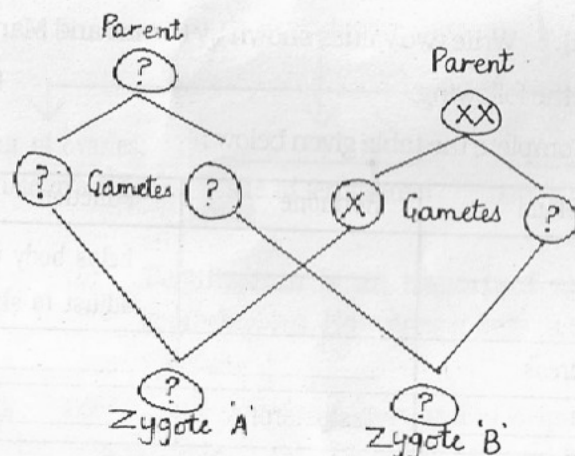 Parent
?
Parent
XX
? Gametes ?
X Gametes ?
?
Zygote 'A'
?
Zygote 'B'